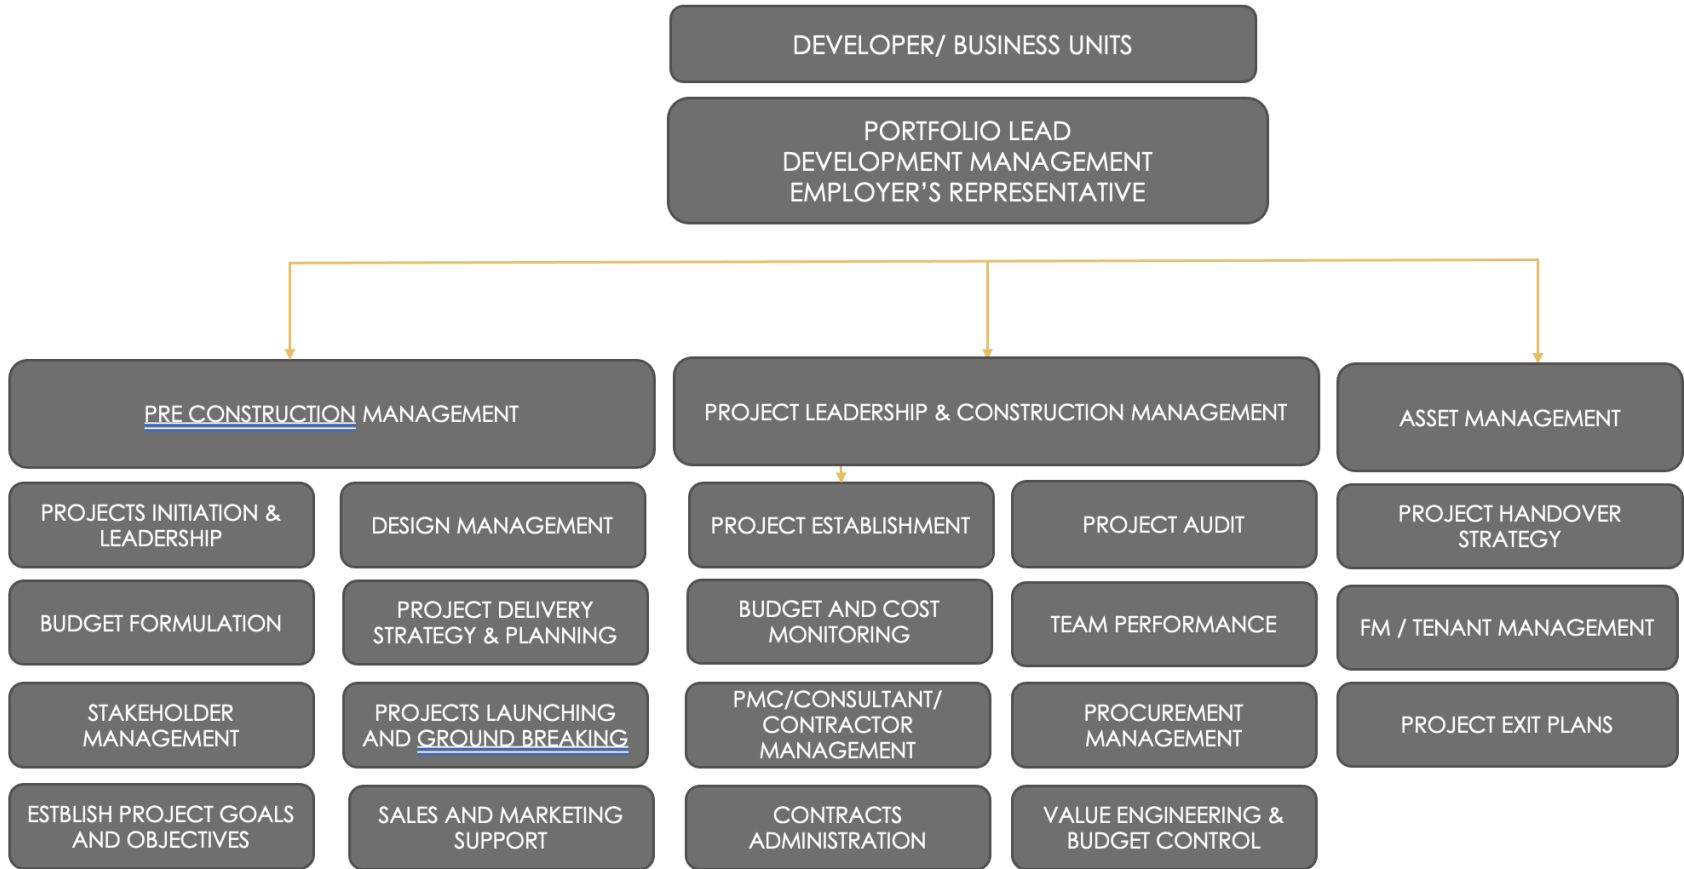 DEVELOPER/ BUSINESS UNITS
PORTFOLIO LEAD
DEVELOPMENT MANAGEMENT
EMPLOYER’S REPRESENTATIVE
PRE CONSTRUCTION MANAGEMENT
PROJECT LEADERSHIP & CONSTRUCTION MANAGEMENT
ASSET MANAGEMENT
PROJECTS INITIATION &
LEADERSHIP
DESIGN MANAGEMENT
PROJECT ESTABLISHMENT
PROJECT AUDIT
PROJECT HANDOVER
STRATEGY
BUDGET FORMULATION
PROJECT DELIVERY
STRATEGY & PLANNING
BUDGET AND COST
MONITORING
TEAM PERFORMANCE
FM / TENANT MANAGEMENT
STAKEHOLDER
MANAGEMENT
PROJECTS LAUNCHING
AND GROUND BREAKING
PMC/CONSULTANT/
CONTRACTOR
MANAGEMENT
PROCUREMENT
MANAGEMENT
PROJECT EXIT PLANS
ESTBLISH PROJECT GOALS
AND OBJECTIVES
SALES AND MARKETING
SUPPORT
CONTRACTS
ADMINISTRATION
VALUE ENGINEERING &
BUDGET CONTROL